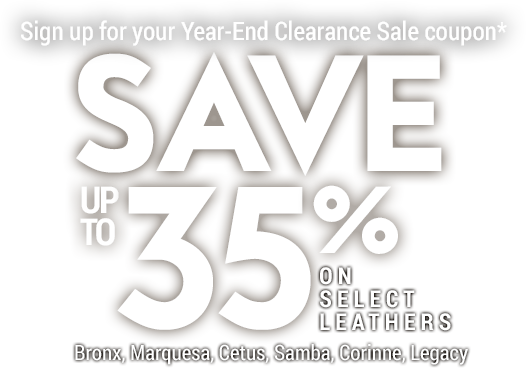 Sign up for your Year-End Clearance Sale coupon*
SAVE
UP TO 35%
ON
SELECT
LEATHERS
Bronx, Marquesa, Cetus, Samba, Corinne, Legacy